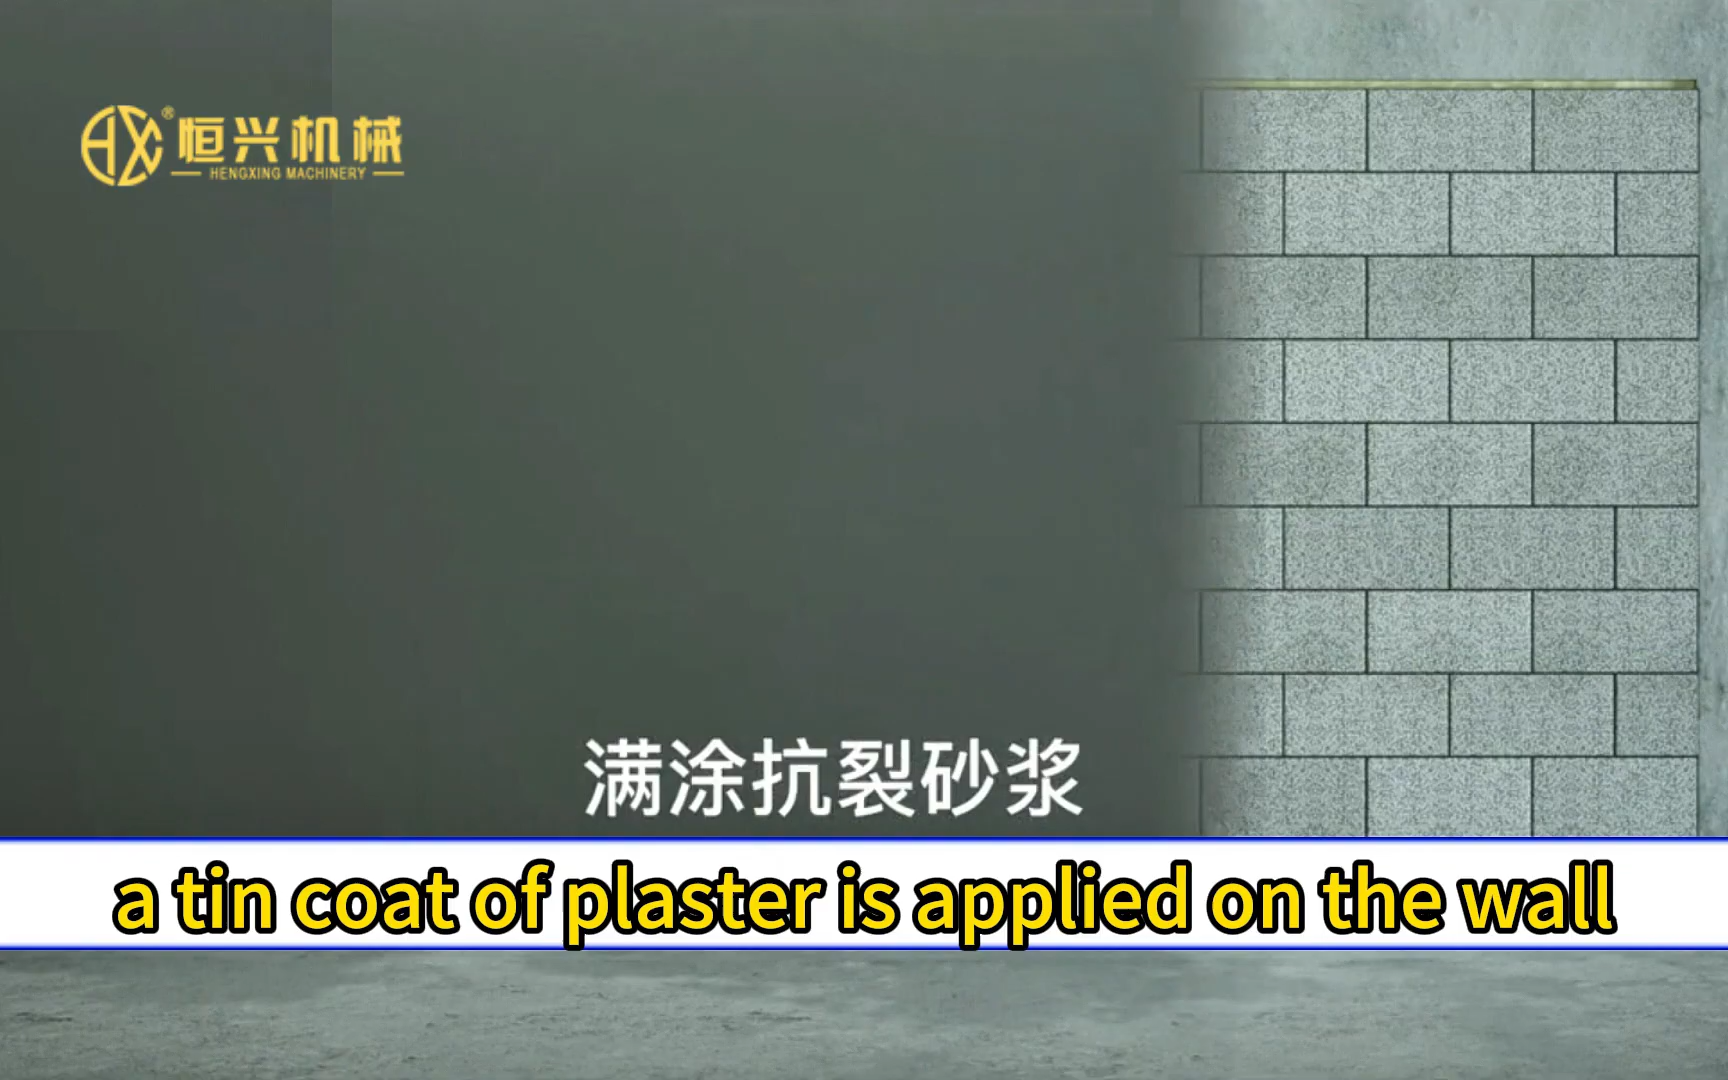 HX® 恒兴机械
HENGXING MACHINERY
满涂抗裂砂浆
a tin coat of plaster is applied on the wall